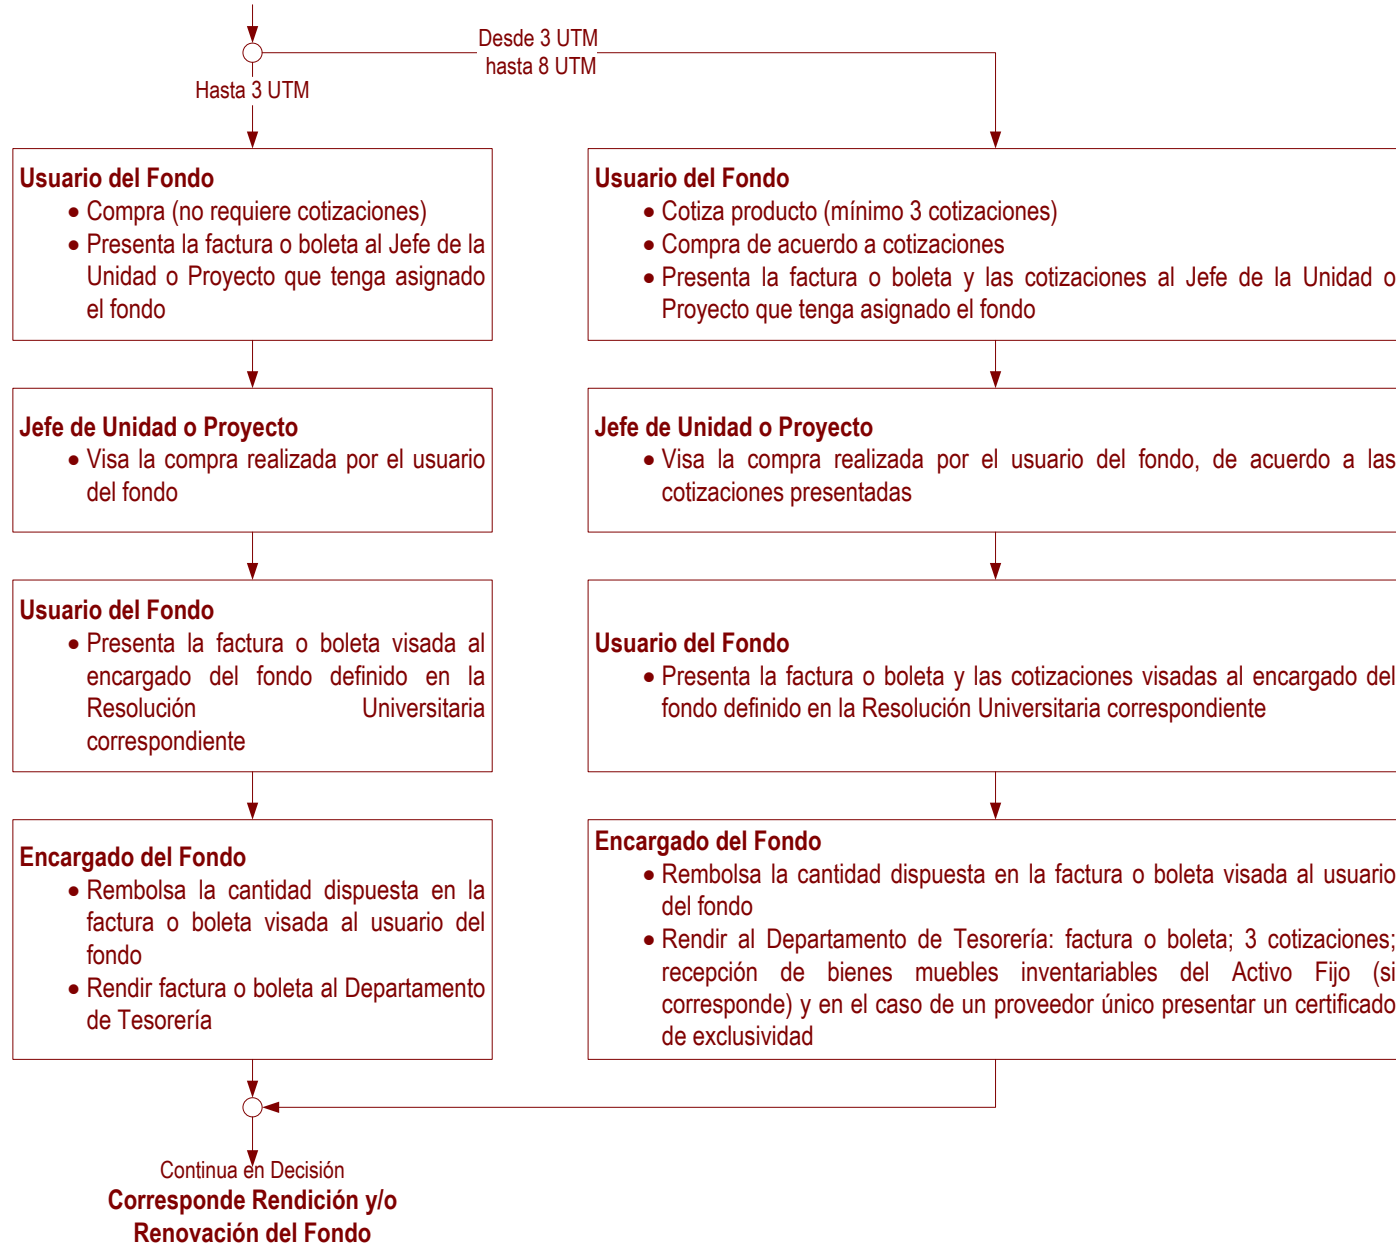 Desde 3 UTM
hasta 8 UTM
Hasta 3 UTM
Usuario del Fondo
• Compra (no requiere cotizaciones)
• Presenta la factura o boleta al Jefe de la
Unidad o Proyecto que tenga asignado
el fondo
Usuario del Fondo
• Cotiza producto (mínimo 3 cotizaciones)
• Compra de acuerdo a cotizaciones
• Presenta la factura o boleta y las cotizaciones al Jefe de la Unidad o
Proyecto que tenga asignado el fondo
Jefe de Unidad o Proyecto
• Visa la compra realizada por el usuario
del fondo
Jefe de Unidad o Proyecto
• Visa la compra realizada por el usuario del fondo, de acuerdo a las
cotizaciones presentadas
Usuario del Fondo
• Presenta la factura o boleta visada al
encargado del fondo definido en la
Resolución Universitaria
correspondiente
Usuario del Fondo
• Presenta la factura o boleta y las cotizaciones visadas al encargado del
fondo definido en la Resolución Universitaria correspondiente
Encargado del Fondo
• Rembolsa la cantidad dispuesta en la
factura o boleta visada al usuario del
fondo
• Rendir factura o boleta al Departamento
de Tesorería
Encargado del Fondo
• Rembolsa la cantidad dispuesta en la factura o boleta visada al usuario
del fondo
• Rendir al Departamento de Tesorería: factura o boleta; 3 cotizaciones;
recepción de bienes muebles inventariables del Activo Fijo (si
corresponde) y en el caso de un proveedor único presentar un certificado
de exclusividad
Continua en Decisión
Corresponde Rendición y/o
Renovación del Fondo